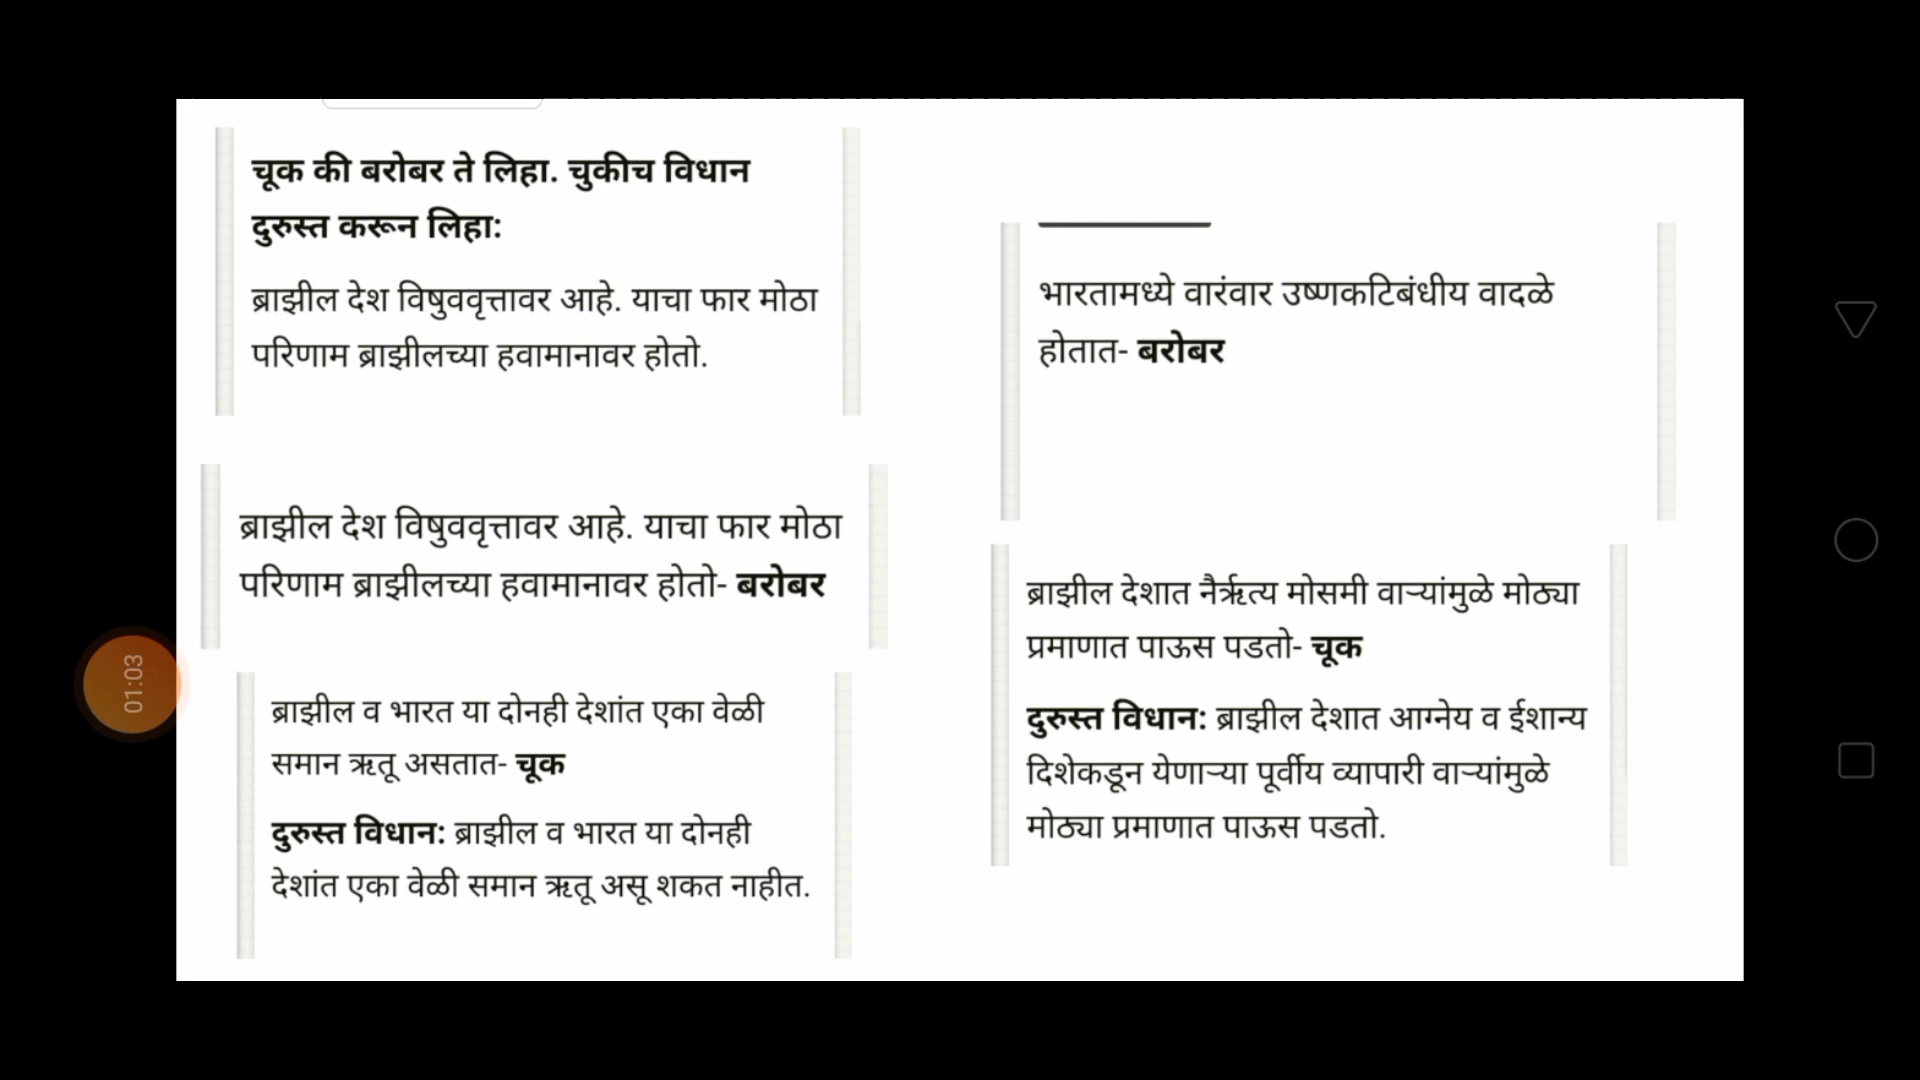 चूक की बरोबर ते लिहा. चुकीच विधान
दुरुस्त करून लिहा:
ब्राझील देश विषुववृत्तावर आहे. याचा फार मोठा
परिणाम ब्राझीलच्या हवामानावर होतो.
ब्राझील देश विषुववृत्तावर आहे. याचा फार मोठा
परिणाम ब्राझीलच्या हवामानावर होतो- बरोबर
ब्राझील व भारत या दोनही देशांत एका वेळी
समान ऋतू असतात- चूक
दुरुस्त विधान: ब्राझील व भारत या दोनही
देशांत एका वेळी समान ऋतू असू शकत नाहीत.
भारतामध्ये वारंवार उष्णकटिबंधीय वादळे
होतात- बरोबर
ब्राझील देशात नैर्ऋत्य मोसमी वाऱ्यांमुळे मोठ्या
प्रमाणात पाऊस पडतो- चूक
दुरुस्त विधान: ब्राझील देशात आग्नेय व ईशान्य
दिशेकडून येणाऱ्या पूर्वीय व्यापारी वाऱ्यांमुळे
मोठ्या प्रमाणात पाऊस पडतो.
01:03